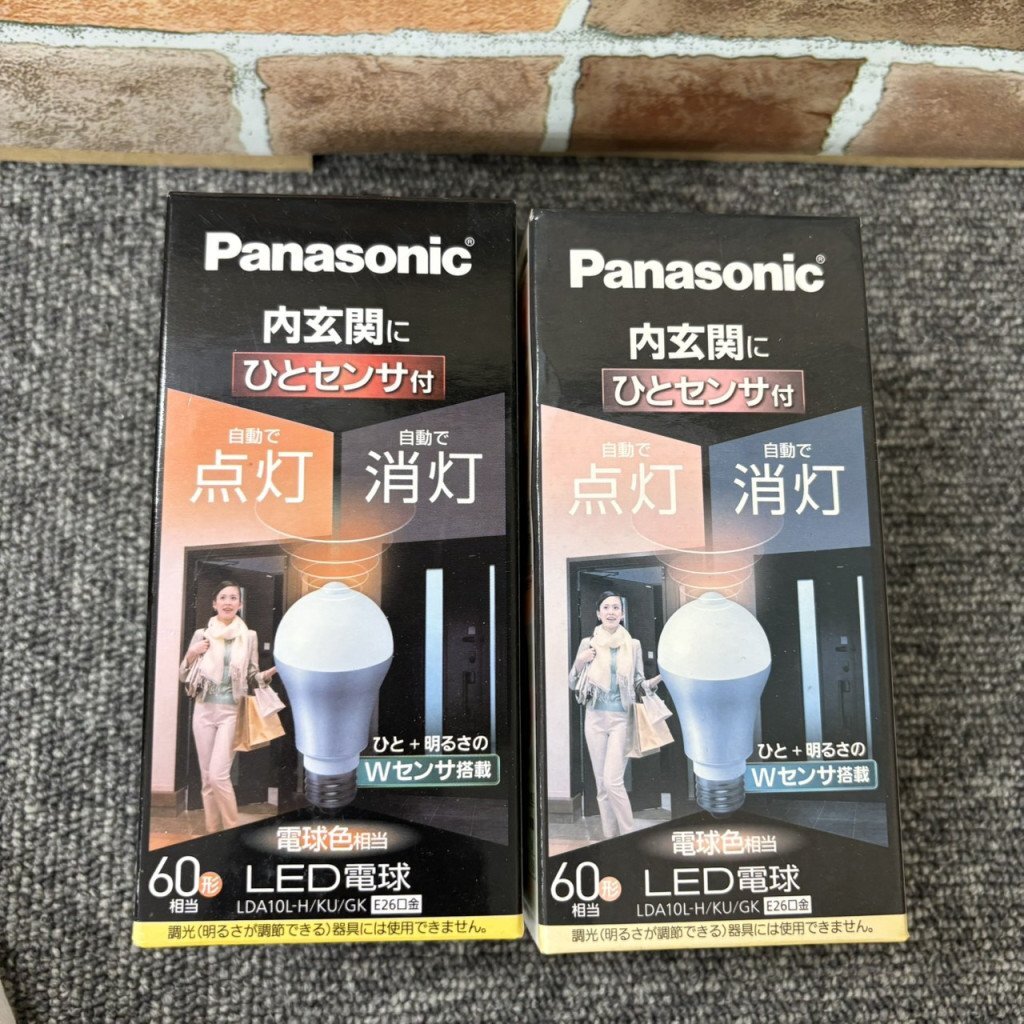 Panasonic®
内玄関に
ひとセンサ付
自動で
点灯
自動で
消灯
ひと+明るさの
Wセンサ搭載
電球色相当
60形
相当
LED電球
LDA10L-H/KU/GK E26口金
調光(明るさが調節できる)器具には使用できません。
Panasonic®
内玄関に
ひとセンサ付
自動で
点灯
自動で
消灯
ひと+明るさの
Wセンサ搭載
電球色相当
60形
相当
LED電球
LDA10L-H/KU/GK E26口金
調光(明るさが調節できる)器具には使用できません。